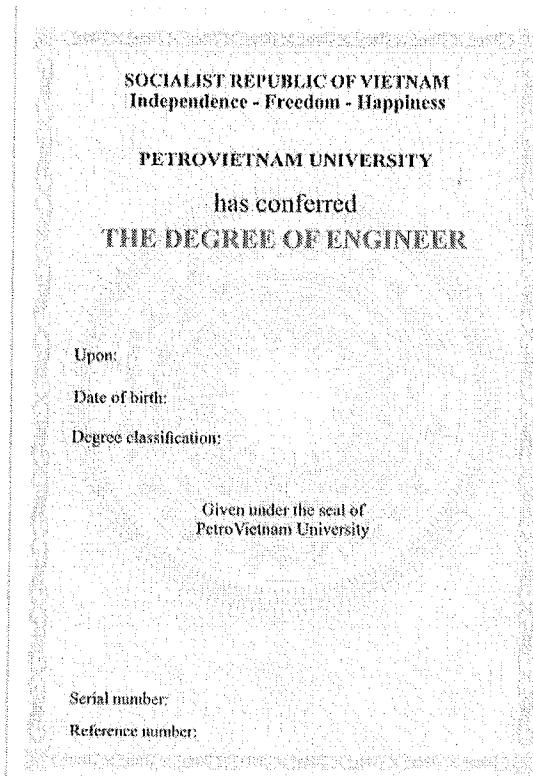 SOCIALIST REPUBLIC OF VIETNAM
Independence - Freedom - Happiness
PETROVIETNAM UNIVERSITY
has conferred
THE DEGREE OF ENGINEER
Upon:
Date of birth:
Degree classification:
Given under the seal of
PetroVietnam University
Serial number:
Reference number: